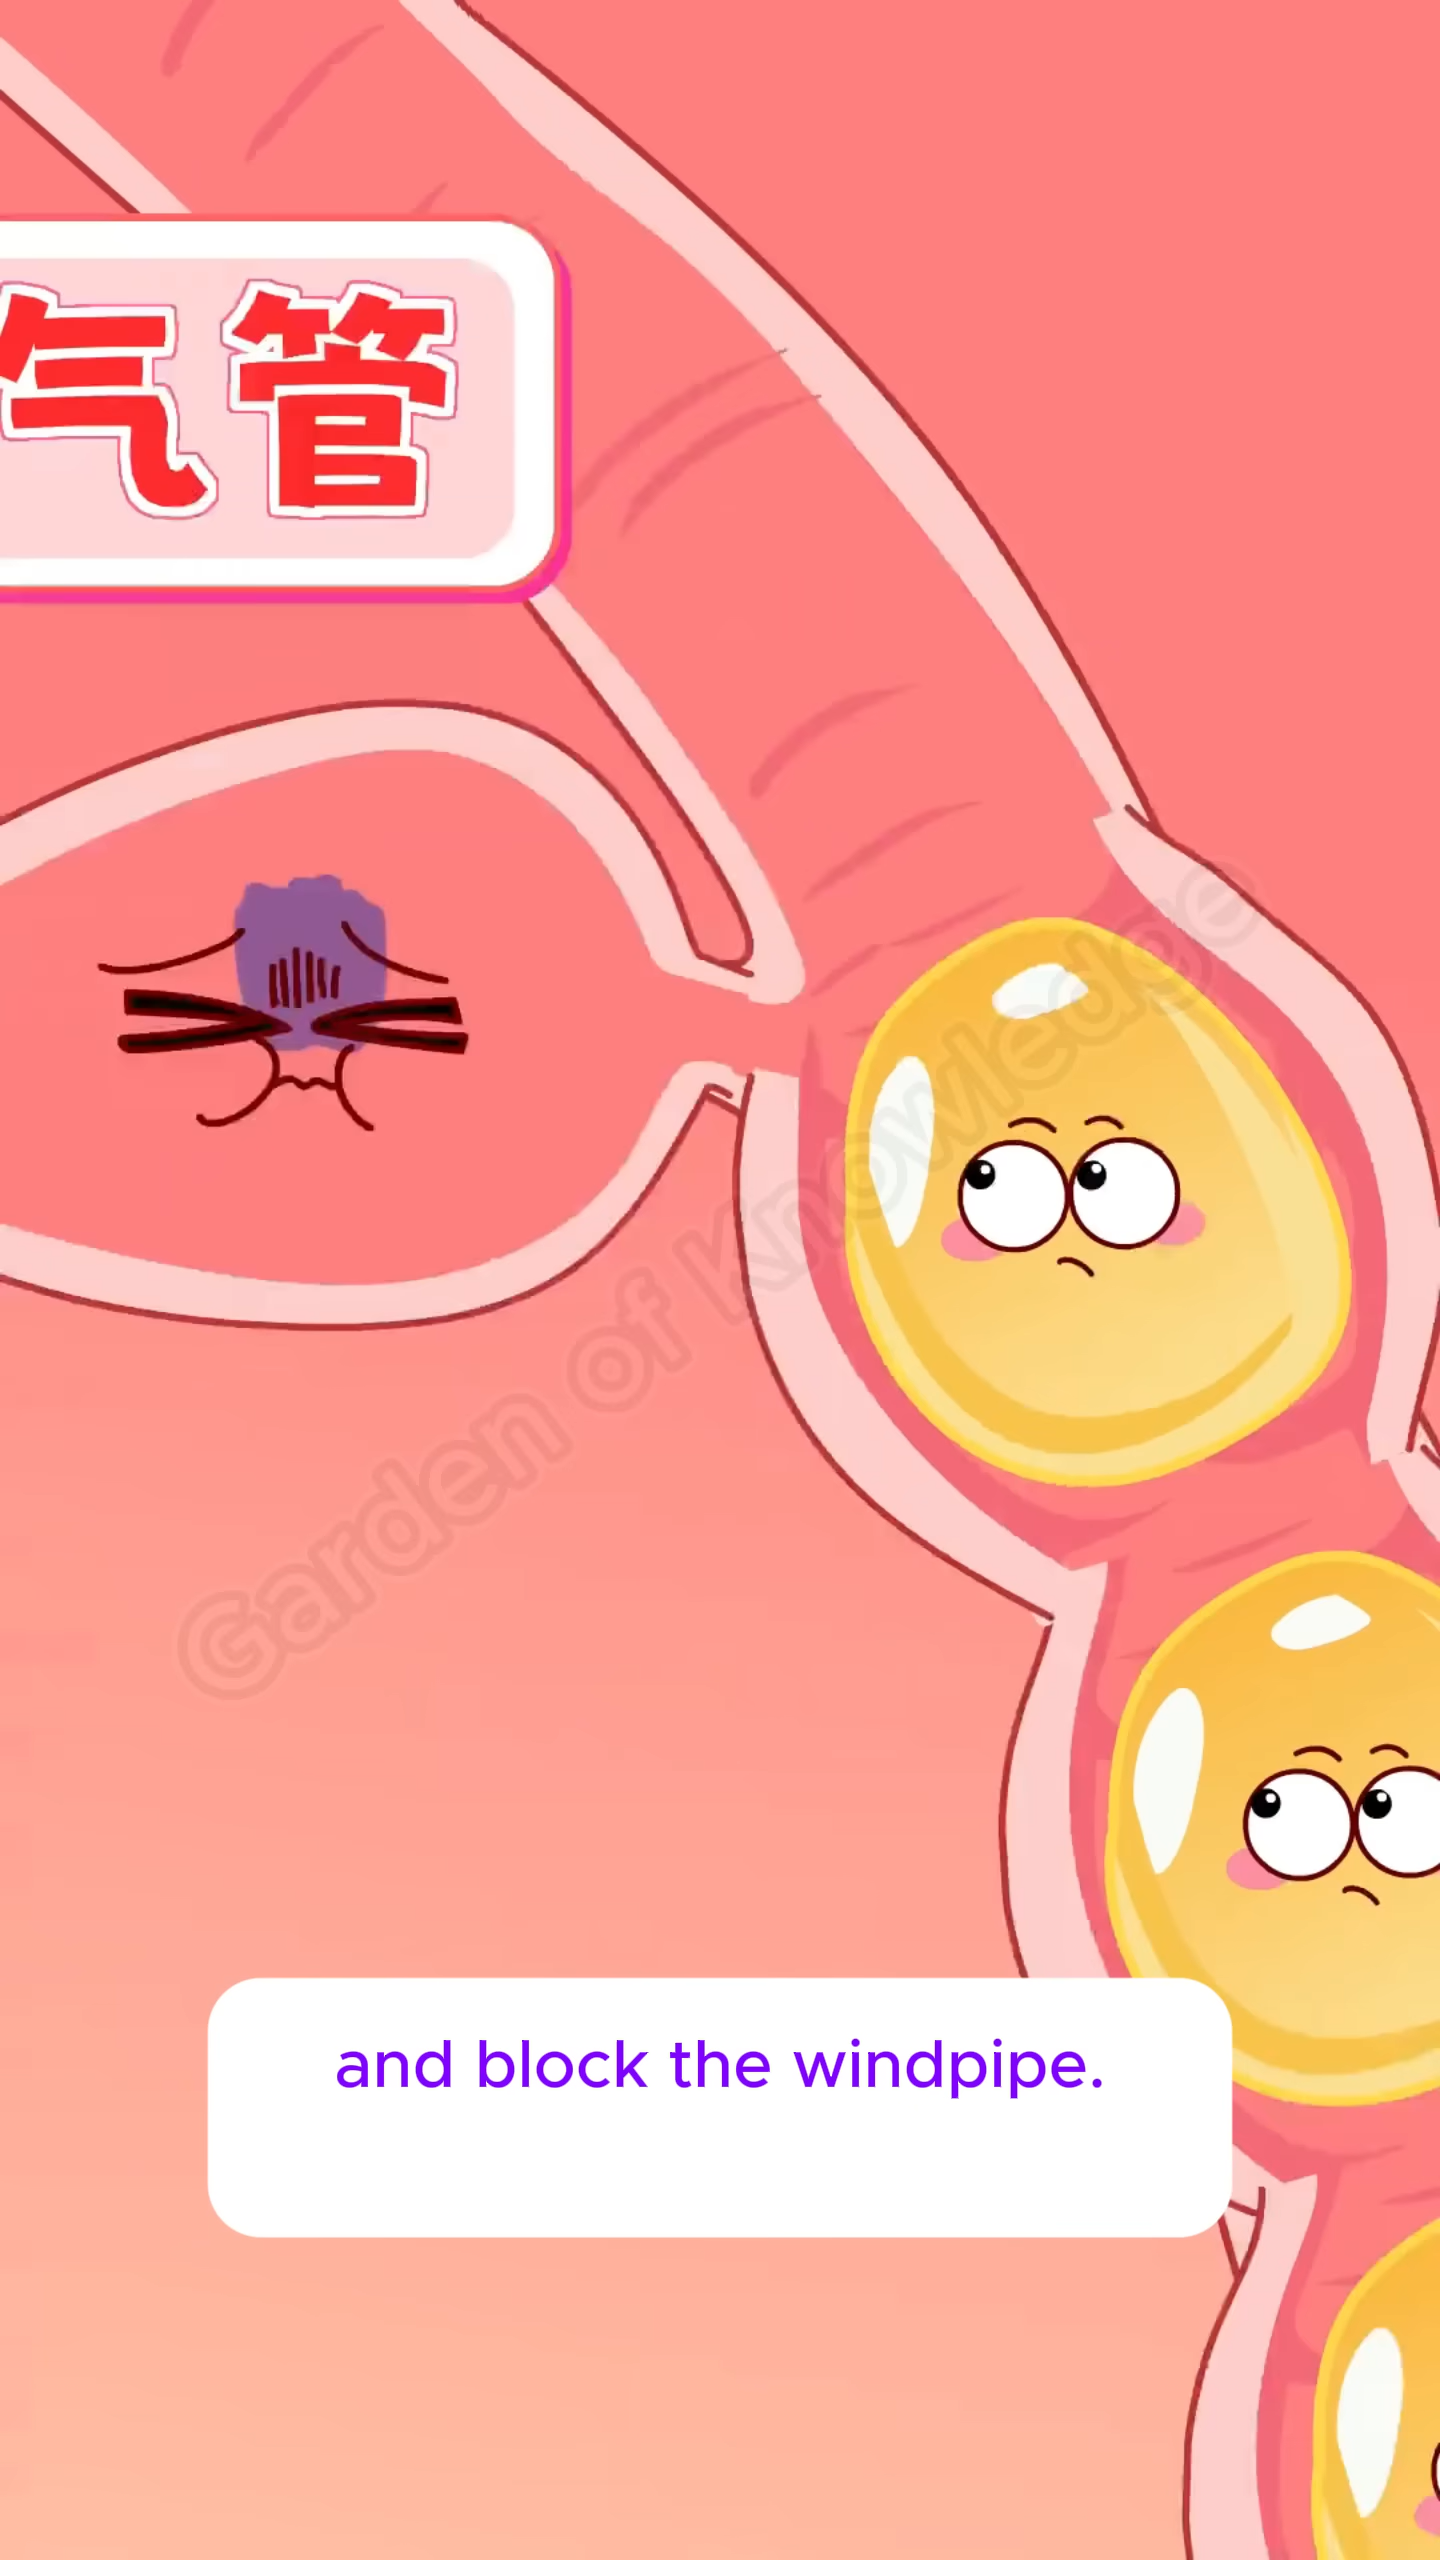 气管
Garden of Knowledge
and block the windpipe.